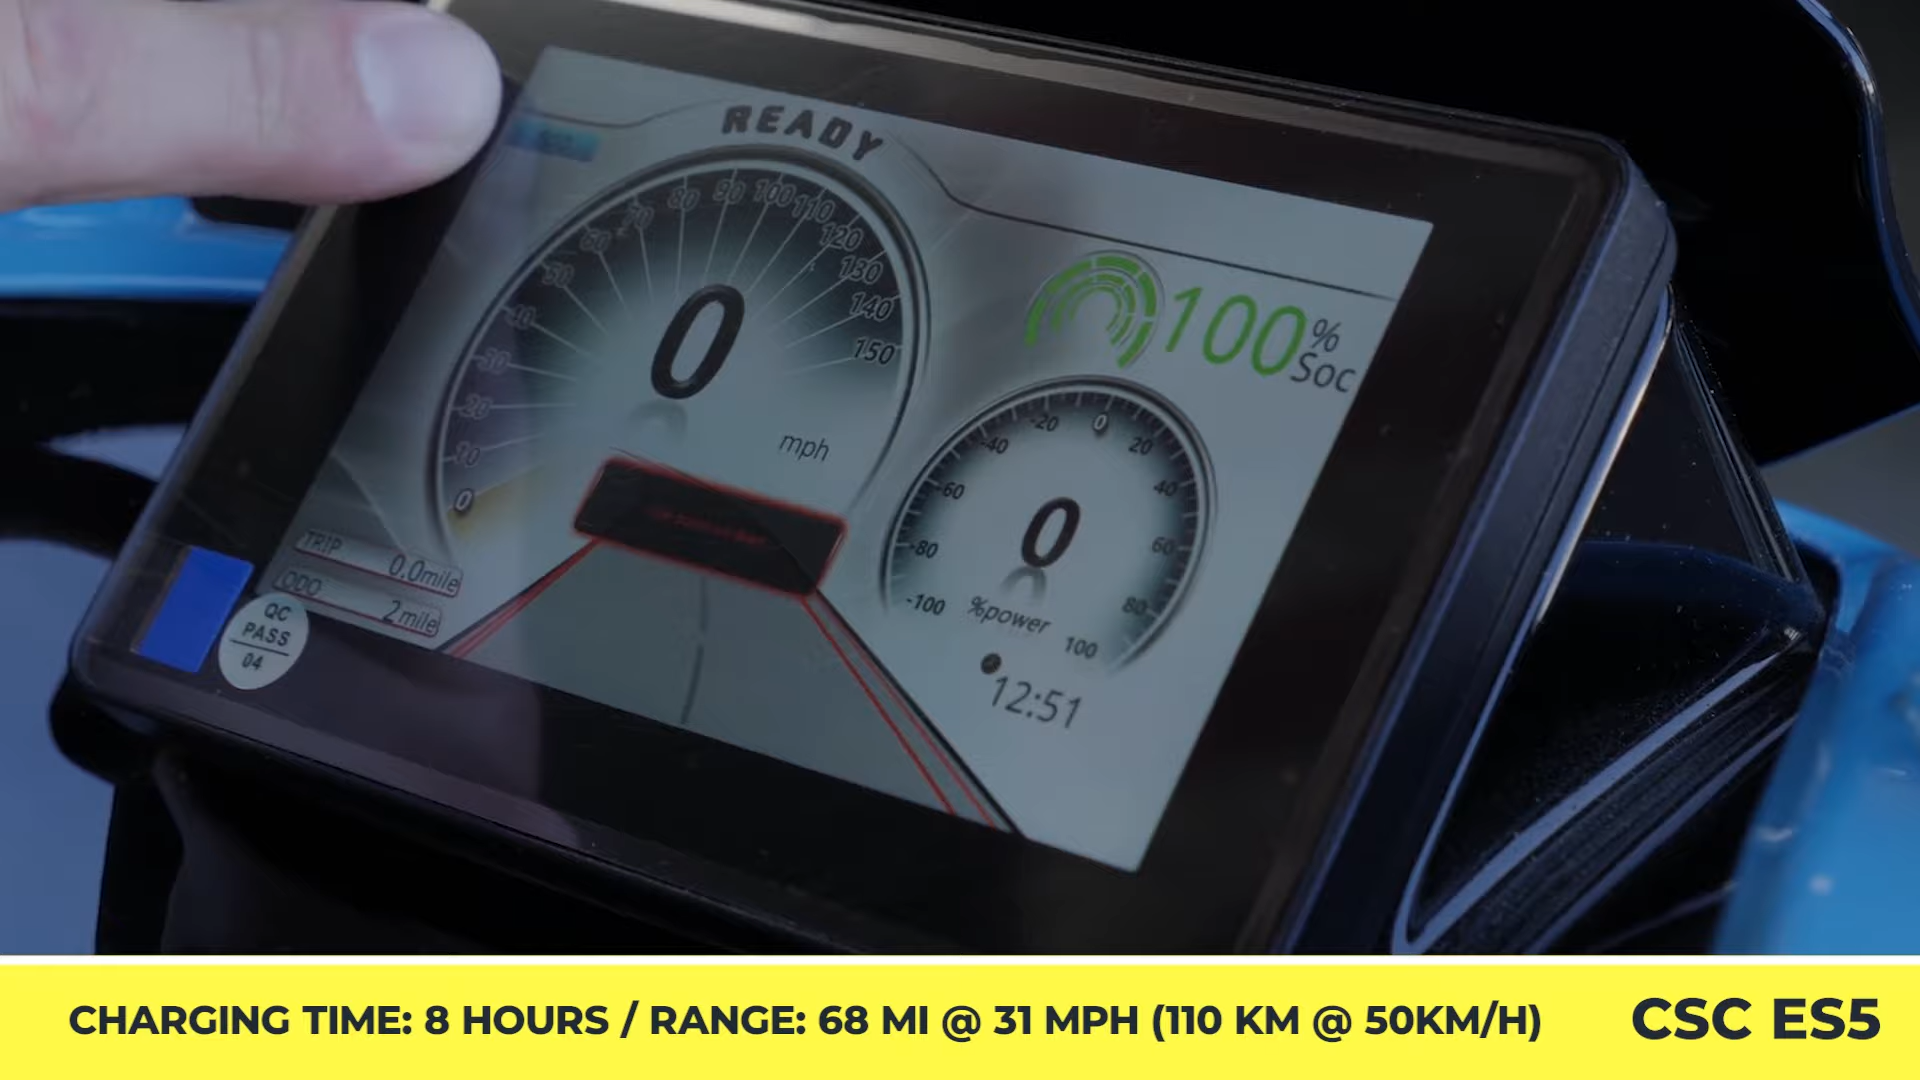 READY
0
10
20
30
40
50
60
70
80
90
100
110
120
130
140
150
0
mph
100
%
Soc
-100
-80
-60
-40
-20
0
20
40
60
80
100
0
%power
12:51
TRIP
0.0mile
ODO
2mile
QC
PASS
04
CHARGING TIME: 8 HOURS / RANGE: 68 MI @ 31 MPH (110 KM @ 50KM/H)
CSC ES5